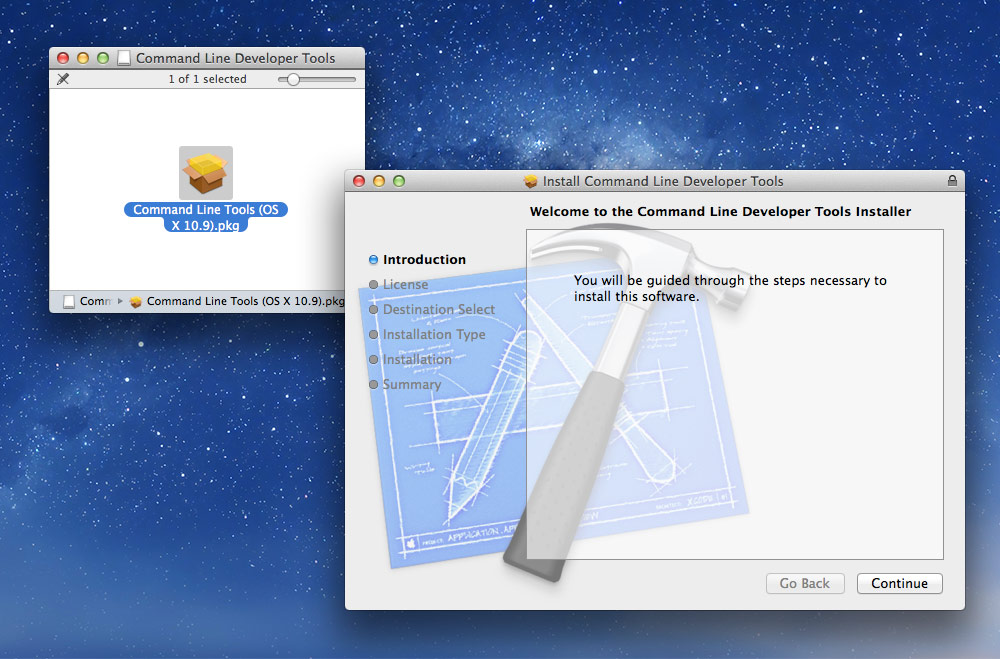 Command Line Developer Tools
1 of 1 selected
Command Line Tools (OS
X 10.9).pkg
Comm
Command Line Tools (OS X 10.9).pkg
Install Command Line Developer Tools
Welcome to the Command Line Developer Tools Installer
Introduction
License
Destination Select
Installation Type
Installation
Summary
You will be guided through the steps necessary to
install this software.
Go Back
Continue